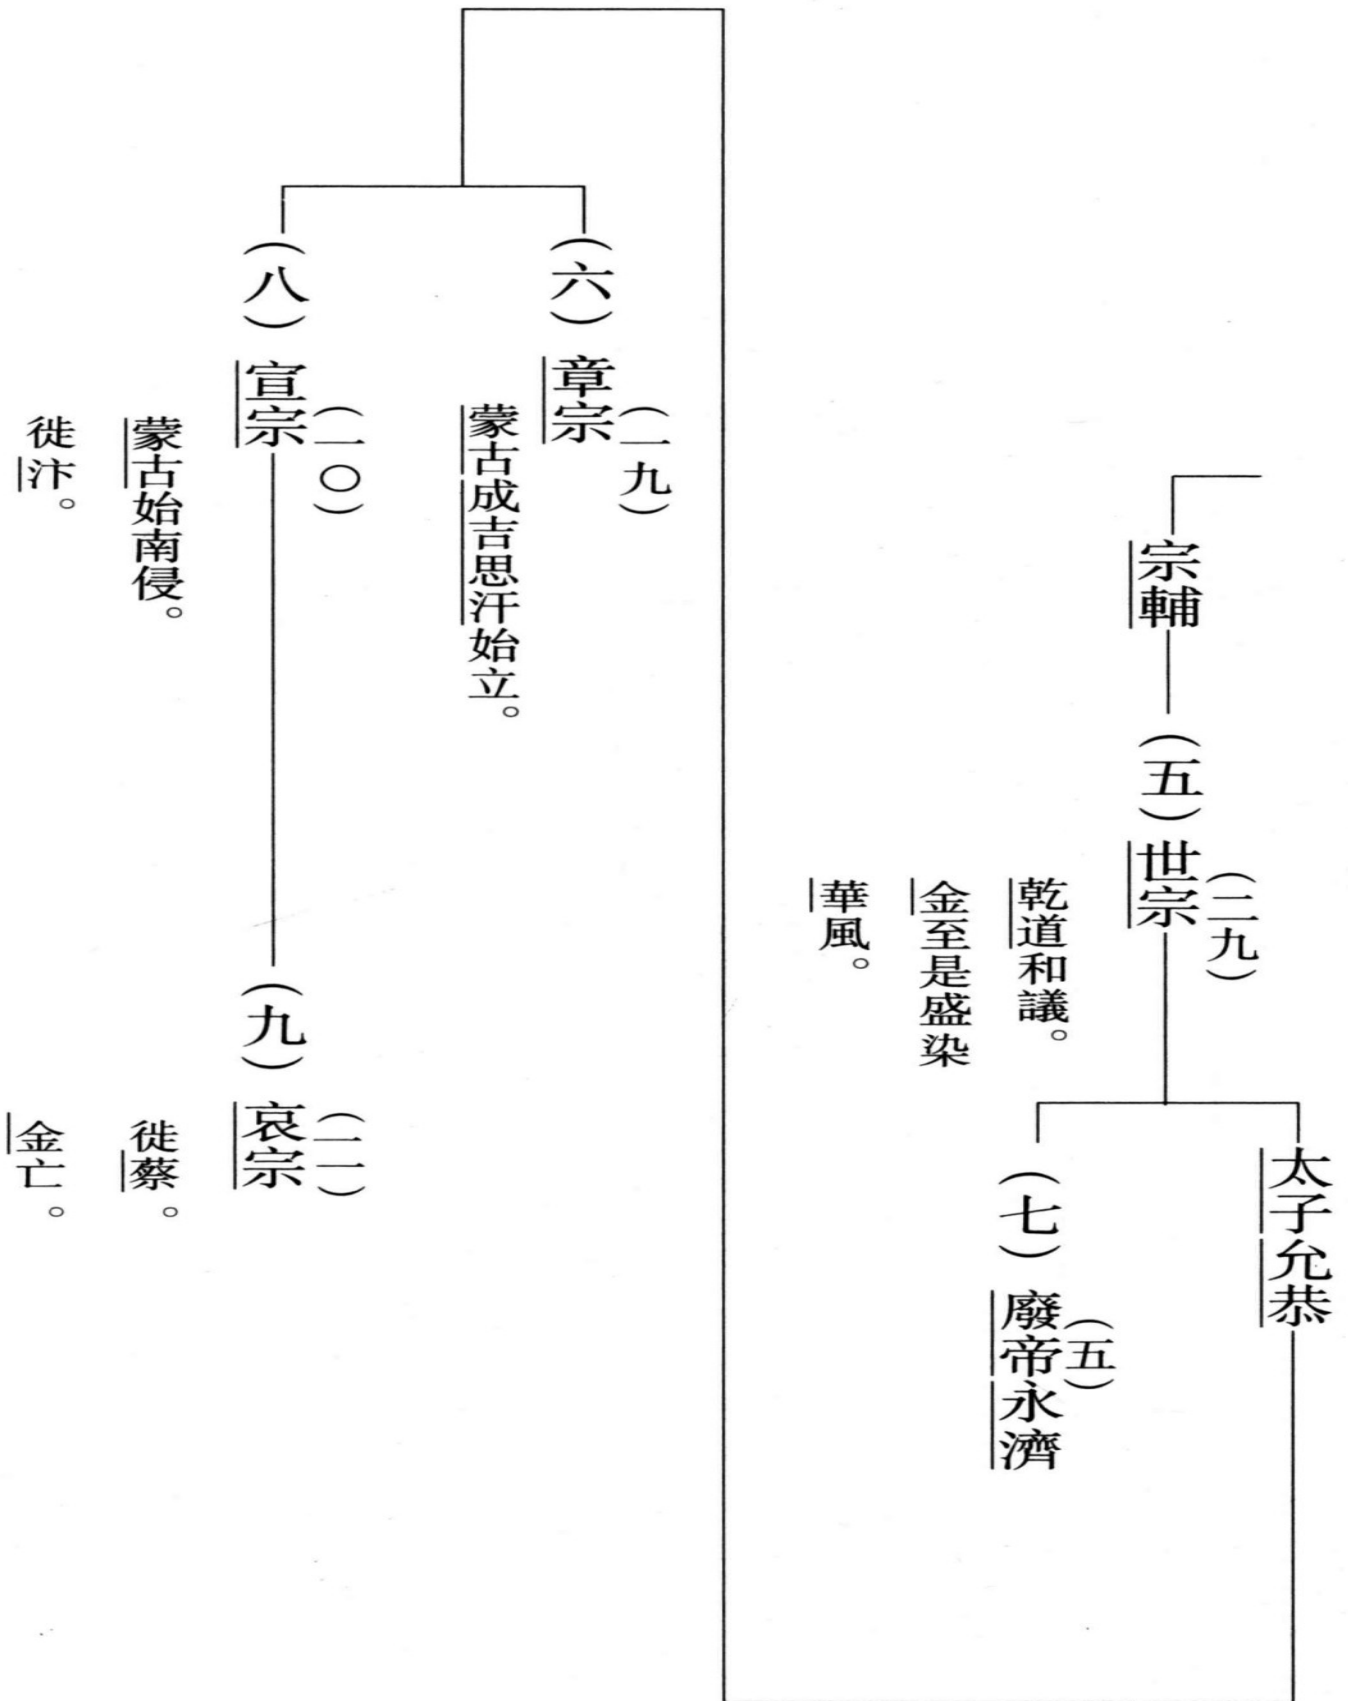 宗輔
（五）世宗
（二九）
乾道和議。
金至是盛染
華風。
太子允恭
（七）廢帝永濟
（五）
（六）章宗
（一九）
蒙古成吉思汗始立。
（八）宣宗
（一〇）
蒙古始南侵。
徙汴。
（九）哀宗
（一一）
徙蔡。
金亡。